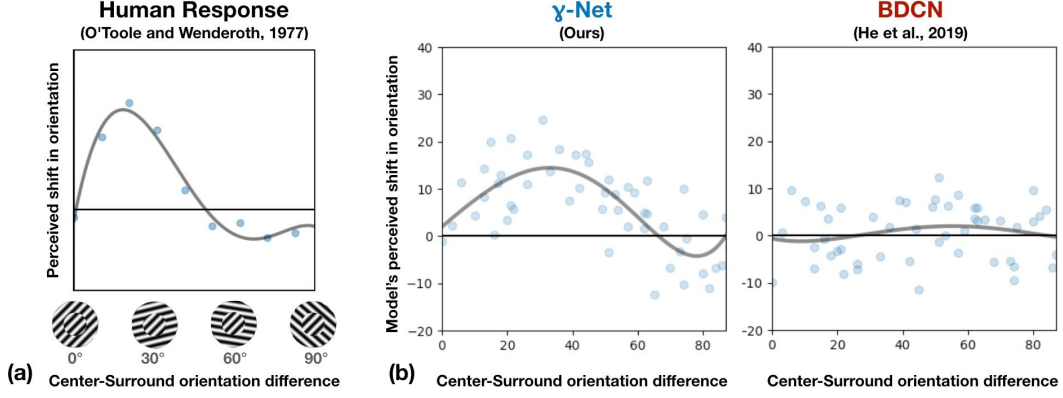 Human Response
(O'Toole and Wenderoth, 1977)
Perceived shift in orientation
0° 30° 60° 90°
Center-Surround orientation difference
(a)
ɣ-Net
(Ours)
Model's perceived shift in orientation
40
30
20
10
0
−10
−20
0 20 40 60 80
Center-Surround orientation difference
(b)
BDCN
(He et al., 2019)
40
30
20
10
0
−10
−20
0 20 40 60 80
Center-Surround orientation difference